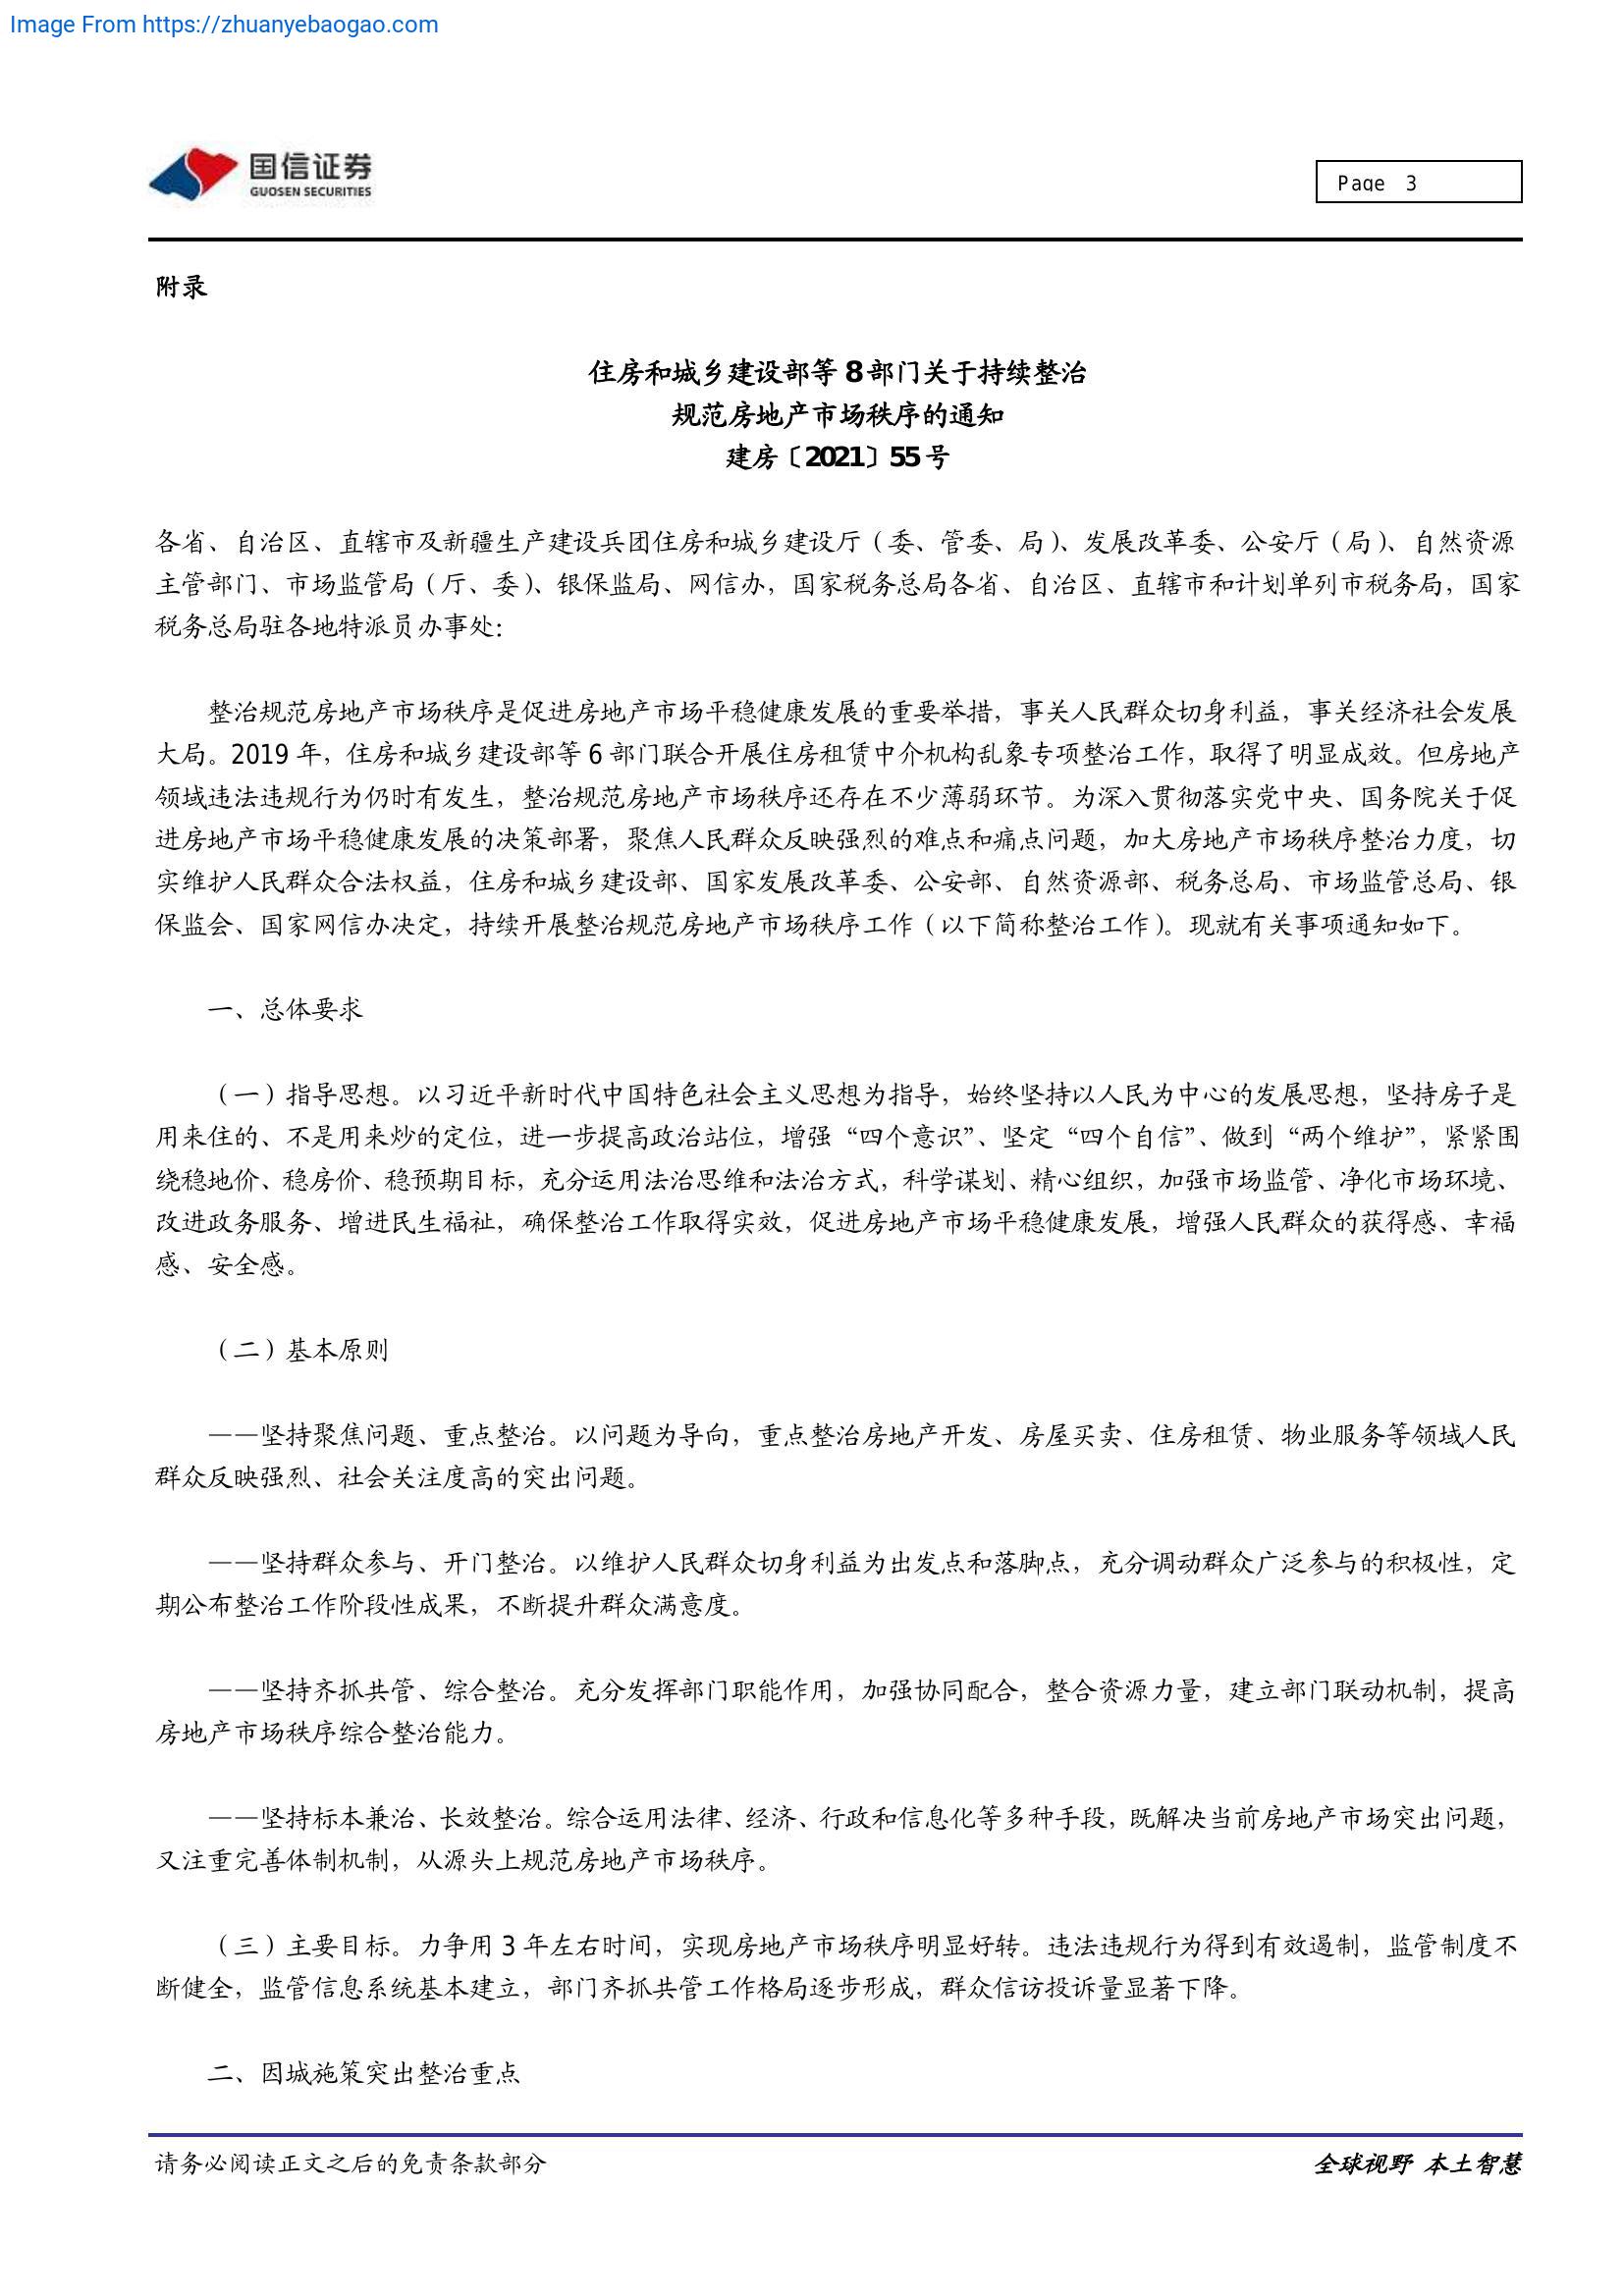 Image From https://zhuanyebaogao.com
国信证券
GUOSEN SECURITIES
Page 3
附录
住房和城乡建设部等 8 部门关于持续整治
规范房地产市场秩序的通知
建房〔2021〕55 号
各省、自治区、直辖市及新疆生产建设兵团住房和城乡建设厅（委、管委、局）、发展改革委、公安厅（局）、自然资源
主管部门、市场监管局（厅、委）、银保监局、网信办，国家税务总局各省、自治区、直辖市和计划单列市税务局，国家
税务总局驻各地特派员办事处：
整治规范房地产市场秩序是促进房地产市场平稳健康发展的重要举措，事关人民群众切身利益，事关经济社会发展
大局。2019 年，住房和城乡建设部等 6 部门联合开展住房租赁中介机构乱象专项整治工作，取得了明显成效。但房地产
领域违法违规行为仍时有发生，整治规范房地产市场秩序还存在不少薄弱环节。为深入贯彻落实党中央、国务院关于促
进房地产市场平稳健康发展的决策部署，聚焦人民群众反映强烈的难点和痛点问题，加大房地产市场秩序整治力度，切
实维护人民群众合法权益，住房和城乡建设部、国家发展改革委、公安部、自然资源部、税务总局、市场监管总局、银
保监会、国家网信办决定，持续开展整治规范房地产市场秩序工作（以下简称整治工作）。现就有关事项通知如下。
一、总体要求
（一）指导思想。以习近平新时代中国特色社会主义思想为指导，始终坚持以人民为中心的发展思想，坚持房子是
用来住的、不是用来炒的定位，进一步提高政治站位，增强“四个意识”、坚定“四个自信”、做到“两个维护”，紧紧围
绕稳地价、稳房价、稳预期目标，充分运用法治思维和法治方式，科学谋划、精心组织，加强市场监管、净化市场环境、
改进政务服务、增进民生福祉，确保整治工作取得实效，促进房地产市场平稳健康发展，增强人民群众的获得感、幸福
感、安全感。
（二）基本原则
——坚持聚焦问题、重点整治。以问题为导向，重点整治房地产开发、房屋买卖、住房租赁、物业服务等领域人民
群众反映强烈、社会关注度高的突出问题。
——坚持群众参与、开门整治。以维护人民群众切身利益为出发点和落脚点，充分调动群众广泛参与的积极性，定
期公布整治工作阶段性成果，不断提升群众满意度。
——坚持齐抓共管、综合整治。充分发挥部门职能作用，加强协同配合，整合资源力量，建立部门联动机制，提高
房地产市场秩序综合整治能力。
——坚持标本兼治、长效整治。综合运用法律、经济、行政和信息化等多种手段，既解决当前房地产市场突出问题，
又注重完善体制机制，从源头上规范房地产市场秩序。
（三）主要目标。力争用 3 年左右时间，实现房地产市场秩序明显好转。违法违规行为得到有效遏制，监管制度不
断健全，监管信息系统基本建立，部门齐抓共管工作格局逐步形成，群众信访投诉量显著下降。
二、因城施策突出整治重点
请务必阅读正文之后的免责条款部分
全球视野 本土智慧